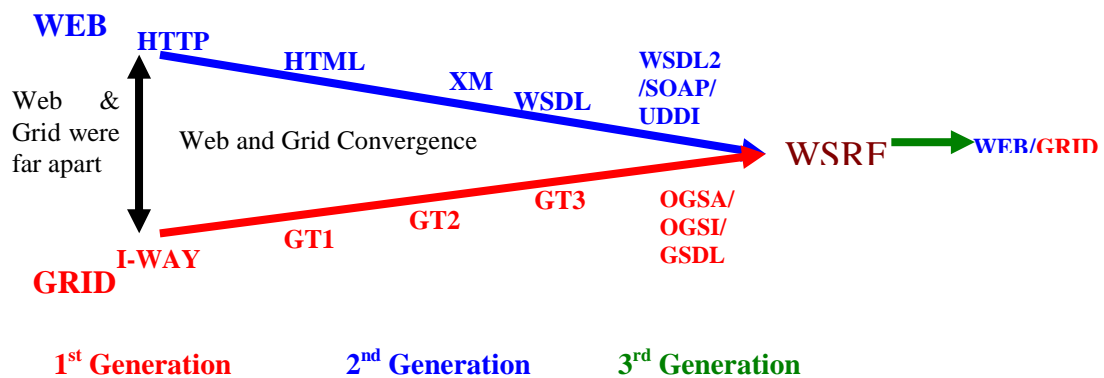 WEB
HTTP
HTML
XM
WSDL
WSDL2
/SOAP/
UDDI
Web &
Grid were
far apart
Web and Grid Convergence
WSRF
WEB/GRID
GT3
GT2
GT1
OGSA/
OGSI/
GSDL
I-WAY
GRID
1st Generation
2nd Generation
3rd Generation